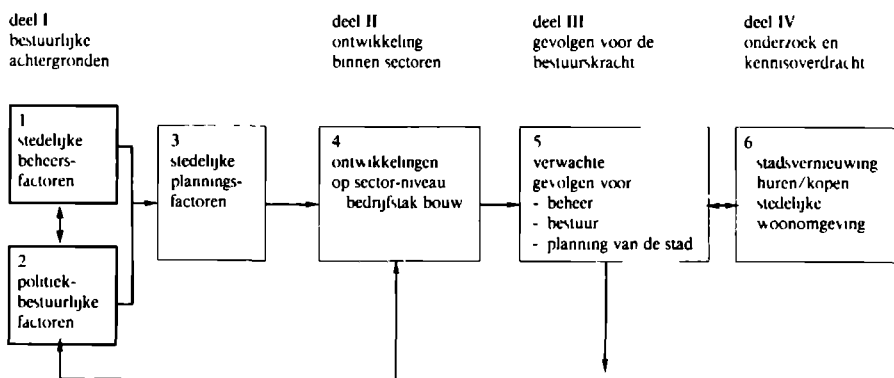 deel I
bestuurlijke
achtergronden
deel II
ontwikkeling
binnen sectoren
deel III
gevolgen voor de
bestuurskracht
deel IV
onderzoek en
kennisoverdracht
1
stedelijke
beheers-
factoren
2
politiek-
bestuurlijke
factoren
3
stedelijke
plannings-
factoren
4
ontwikkelingen
op sector-niveau
bedrijfstak bouw
5
verwachte
gevolgen voor
- beheer
- bestuur
- planning van de stad
6
stadsvernieuwing
huren/kopen
stedelijke
woonomgeving